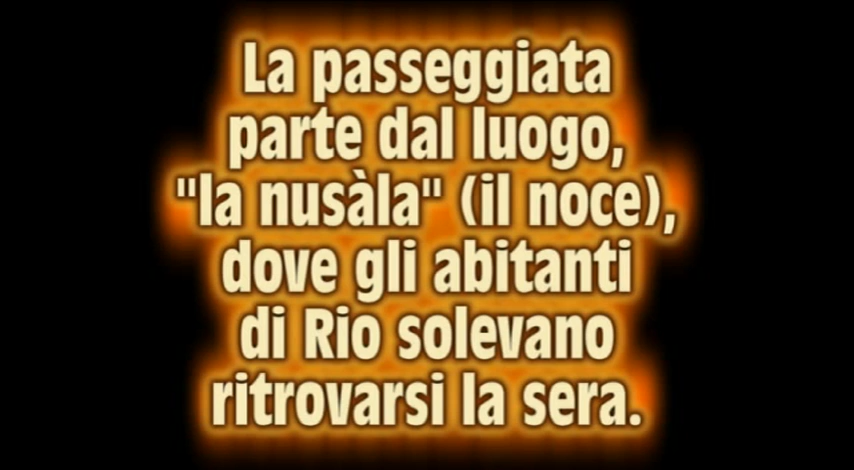 La passeggiata
parte dal luogo,
"la nusàla" (il noce),
dove gli abitanti
di Rio solevano
ritrovarsi la sera.